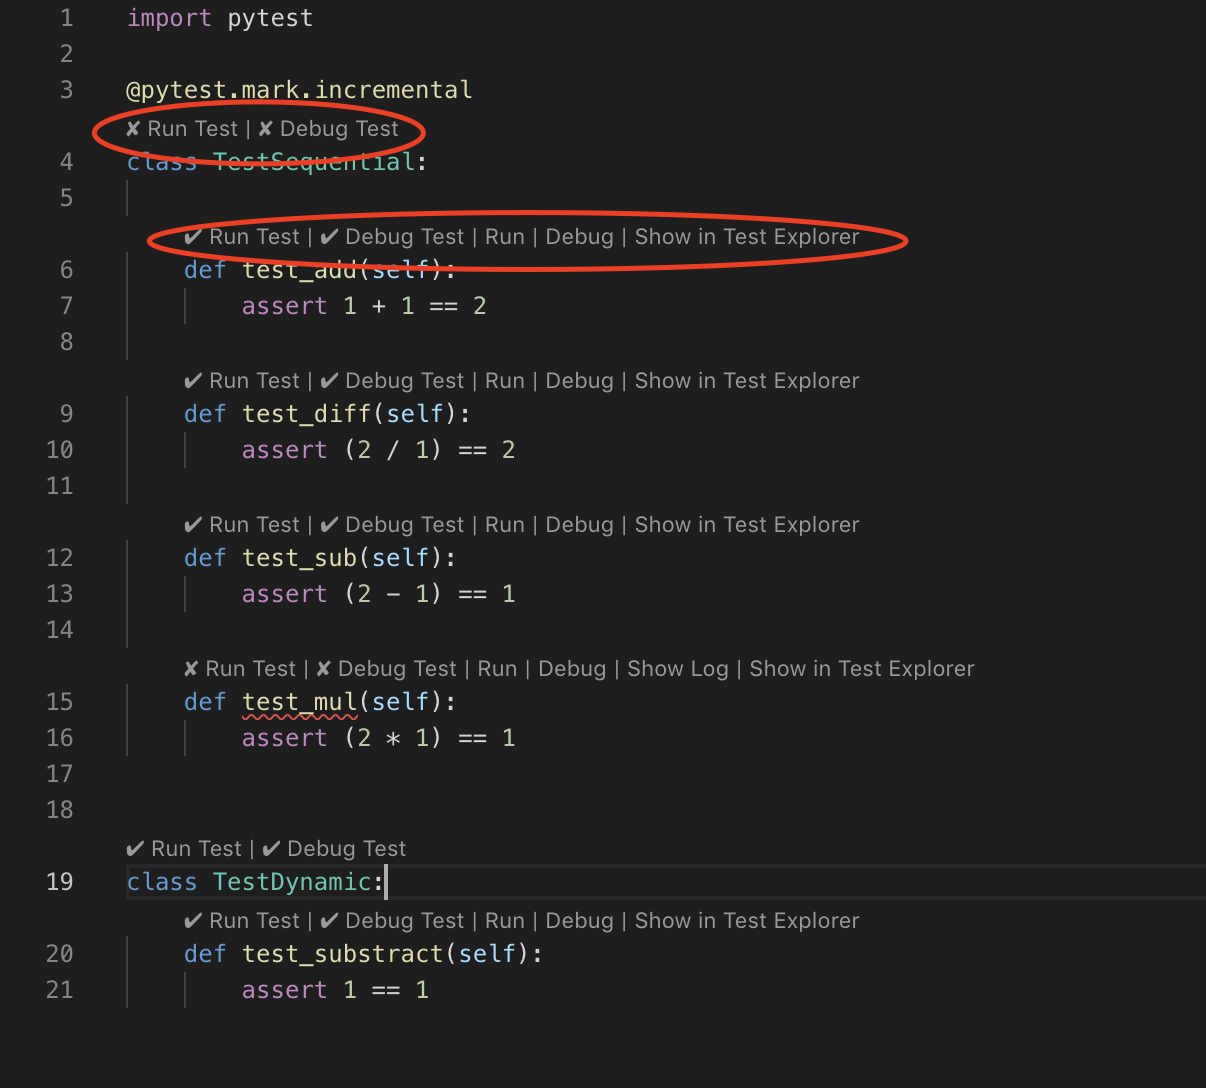 1 import pytest
2
3 @pytest.mark.incremental
✘ Run Test | ✘ Debug Test
4 class TestSequential:
5
✔ Run Test | ✔ Debug Test | Run | Debug | Show in Test Explorer
6 def test_add(self):
7 assert 1 + 1 == 2
8
✔ Run Test | ✔ Debug Test | Run | Debug | Show in Test Explorer
9 def test_diff(self):
10 assert (2 / 1) == 2
11
✔ Run Test | ✔ Debug Test | Run | Debug | Show in Test Explorer
12 def test_sub(self):
13 assert (2 - 1) == 1
14
✘ Run Test | ✘ Debug Test | Run | Debug | Show Log | Show in Test Explorer
15 def test_mul(self):
16 assert (2 * 1) == 1
17
18
✔ Run Test | ✔ Debug Test
19 class TestDynamic:
✔ Run Test | ✔ Debug Test | Run | Debug | Show in Test Explorer
20 def test_substract(self):
21 assert 1 == 1